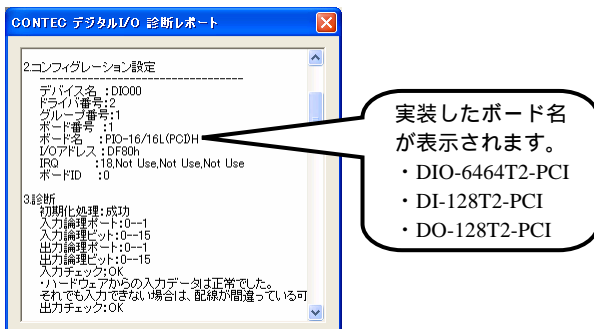 CONTEC デジタルI/O 診断レポート
2.コンフィグレーション設定
----------------------------------
デバイス名 :DIO00
ドライバ番号:2
グループ番号:1
ボード番号 :1
ボード名 :PIO-16/16L(PCI)H
I/Oアドレス:DF80h
IRQ :18,Not Use,Not Use,Not Use
ボードID :0
3.診断
初期化処理:成功
入力論理ポート:0--1
入力論理ビット:0--15
出力論理ポート:0--1
出力論理ビット:0--15
入力チェック:OK
・ハードウェアからの入力データは正常でした。
それでも入力できない場合は、配線が間違っている可
出力チェック:OK
実装したボード名
が表示されます。
・DIO-6464T2-PCI
・DI-128T2-PCI
・DO-128T2-PCI